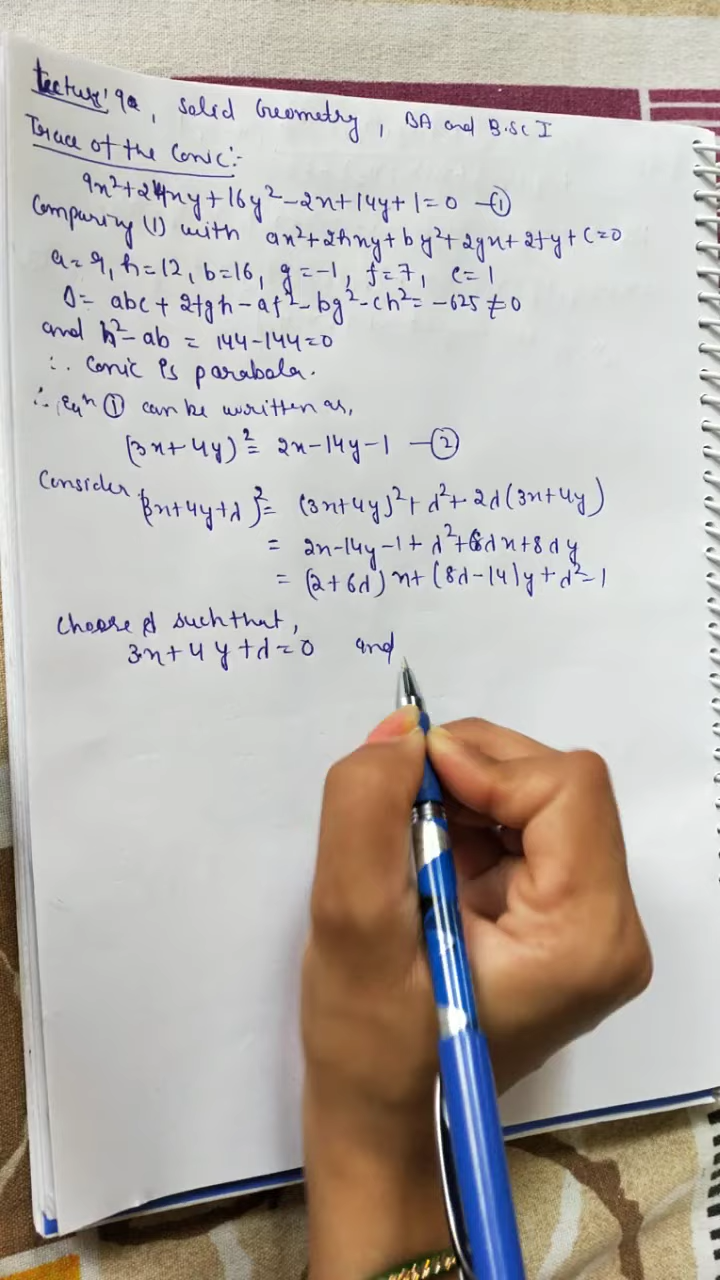 Lecture: 9a, Solid Geometry, BA and B.Sc I
Trace of the Conic:-
9x²+24xy+16y²-2x+14y+1=0 -①
Comparing (1) with ax²+2hxy+by²+2gx+2fy+c=0
a=9, h=12, b=16, g=-1, f=7, c=1
Δ= abc+2fgh-af²-bg²-ch²= -625≠0
and h²-ab = 144-144=0
∴ Conic is parabola.
∴ Eqⁿ ① can be written as,
(3x+4y)²= 2x-14y-1 -②
Consider, (3x+4y+λ)²= (3x+4y)²+λ²+2λ(3x+4y)
= 2x-14y-1+λ²+6λx+8λy
= (2+6λ)x+(8λ-14)y+λ²-1
Choose λ such that,
3x+4y+λ=0 and